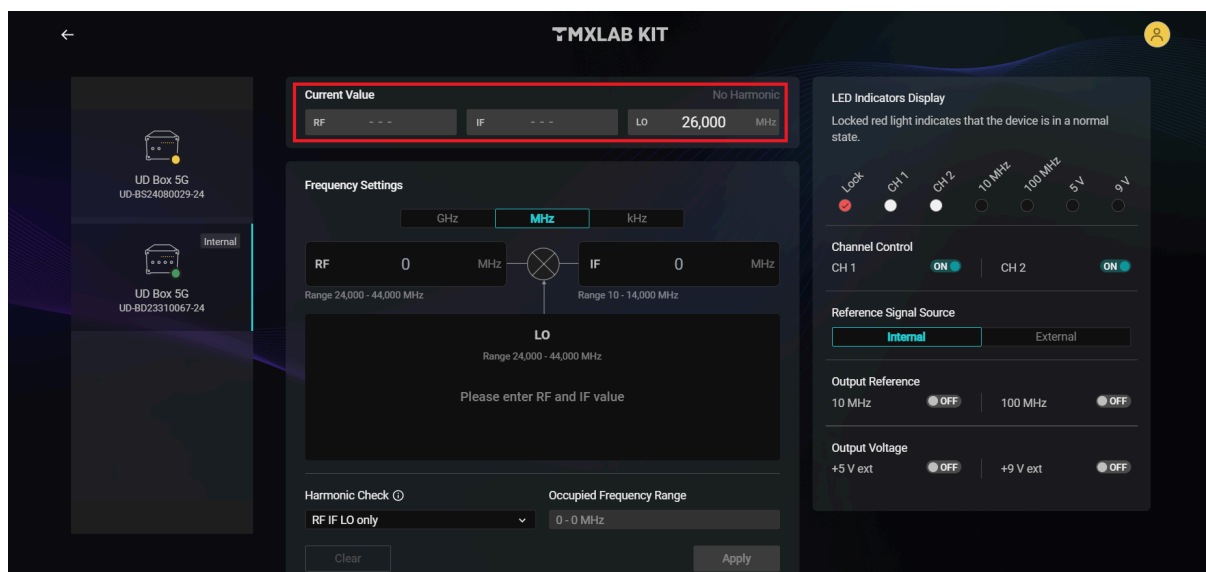 TMXLAB KIT
UD Box 5G
UD-BS24080029-24
Internal
UD Box 5G
UD-BD23310067-24
Current Value
No Harmonic
RF - - - IF - - - LO 26,000 MHz
Frequency Settings
GHz MHz kHz
RF 0 MHz IF 0 MHz
Range 24,000 - 44,000 MHz Range 10 - 14,000 MHz
LO
Range 24,000 - 44,000 MHz
Please enter RF and IF value
Harmonic Check Occupied Frequency Range
RF IF LO only 0 - 0 MHz
Clear Apply
LED Indicators Display
Locked red light indicates that the device is in a normal
state.
Lock CH 1 CH 2 10 MHz 100 MHz 5 V 9 V
Channel Control
CH 1 ON CH 2 ON
Reference Signal Source
Internal External
Output Reference
10 MHz OFF 100 MHz OFF
Output Voltage
+5 V ext OFF +9 V ext OFF